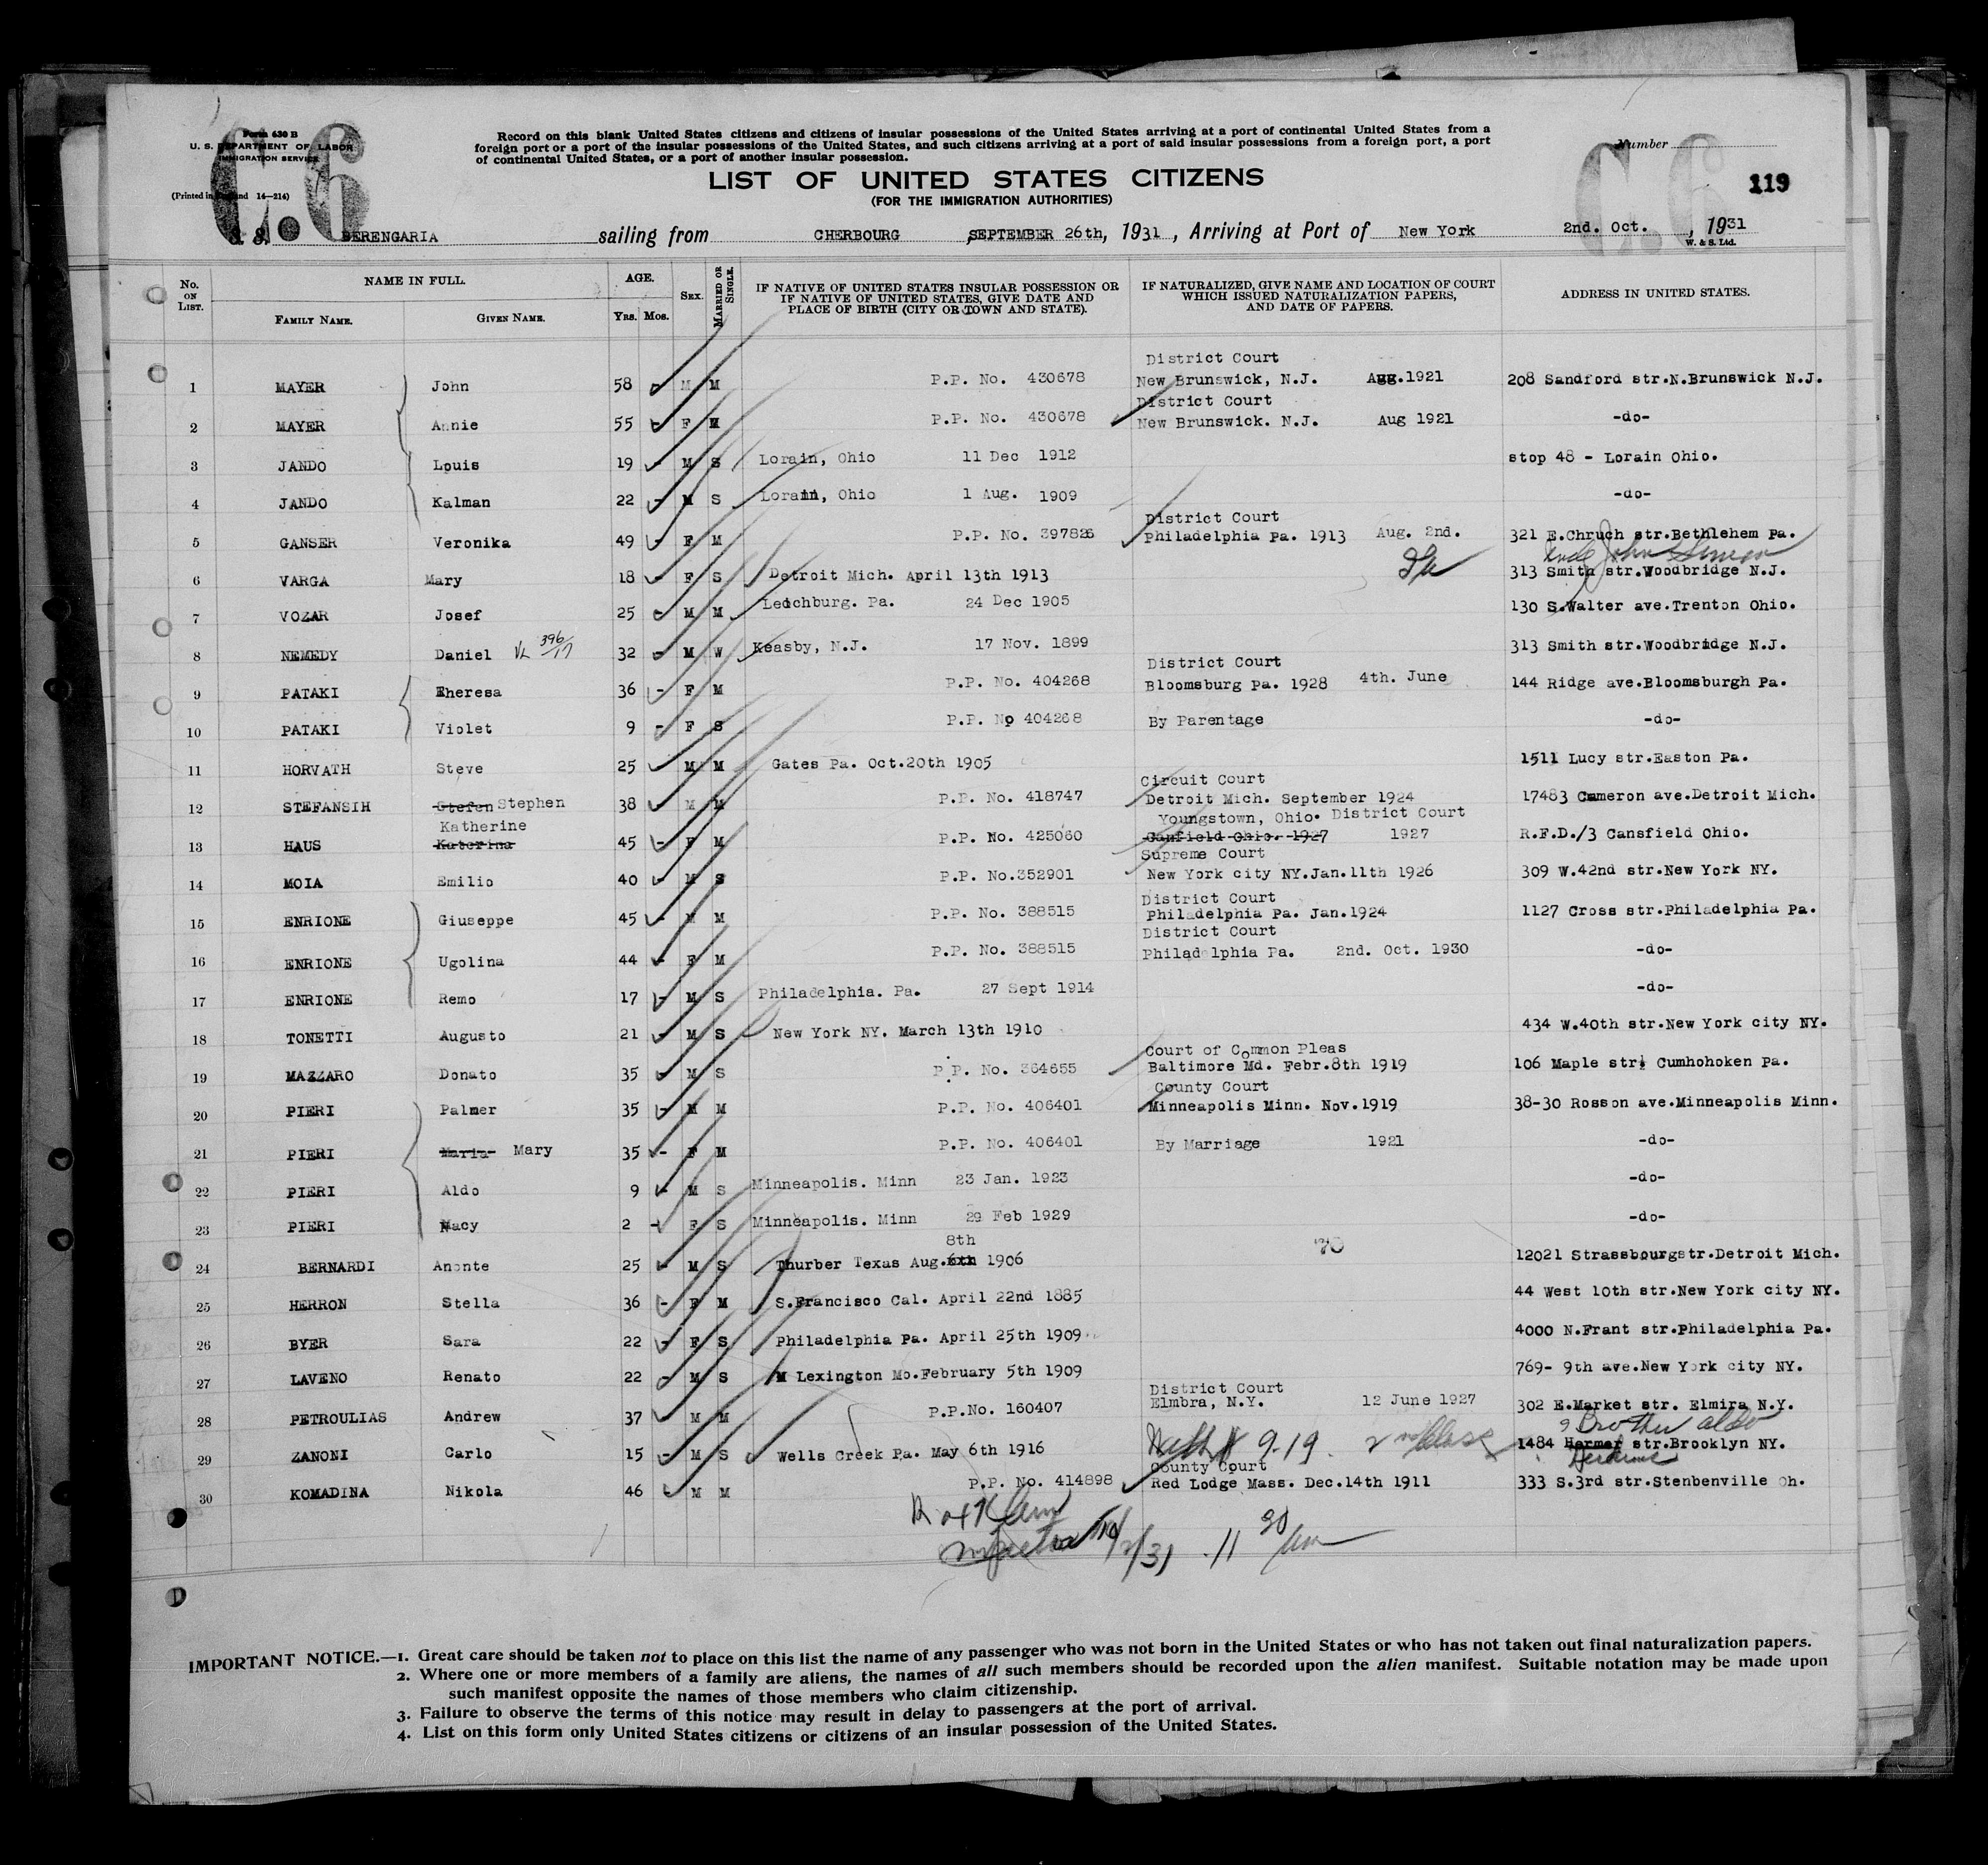 Form 630 B
U. S. DEPARTMENT OF LABOR
IMMIGRATION SERVICE
(Printed in England 14—214)
C.6
Record on this blank United States citizens and citizens of insular possessions of the United States arriving at a port of continental United States from a
foreign port or a port of the insular possessions of the United States, and such citizens arriving at a port of said insular possessions from a foreign port, a port
of continental United States, or a port of another insular possession.
Number
C.6
119
LIST OF UNITED STATES CITIZENS
(FOR THE IMMIGRATION AUTHORITIES)
S. S. BERENGARIA sailing from CHERBOURG, SEPTEMBER 26th, 1931, Arriving at Port of New York 2nd. Oct., 1931
W. & S. Ltd.
No. ON LIST. NAME IN FULL. FAMILY NAME. GIVEN NAME. AGE. YRS. MOS. SEX. MARRIED OR SINGLE. IF NATIVE OF UNITED STATES INSULAR POSSESSION OR IF NATIVE OF UNITED STATES, GIVE DATE AND PLACE OF BIRTH (CITY OR TOWN AND STATE). IF NATURALIZED, GIVE NAME AND LOCATION OF COURT WHICH ISSUED NATURALIZATION PAPERS, AND DATE OF PAPERS. ADDRESS IN UNITED STATES.
District Court
1 MAYER John 58 M M P.P. No. 430678 New Brunswick, N.J. Aug.1921 208 Sandford str.N.Brunswick N.J.
District Court
2 MAYER Annie 55 - F M P.P. No. 430678 New Brunswick. N.J. Aug 1921 -do-
3 JANDO Louis 19 - M S Lorain, Ohio 11 Dec 1912 stop 48 - Lorain Ohio.
4 JANDO Kalman 22 - M S Lorain, Ohio 1 Aug. 1909 -do-
District Court
5 GANSER Veronika 49 - F M P.P. No. 397826 Philadelphia Pa. 1913 Aug. 2nd. 321 E.Chruch str.Bethlehem Pa.
6 VARGA Mary 18 - F S Detroit Mich. April 13th 1913 313 Smith str.Woodbridge N.J.
7 VOZAR Josef 25 - M M Ledchburg. Pa. 24 Dec 1905 130 S.Walter ave.Trenton Ohio.
8 NEMEDY Daniel VL 396/17 32 - M W Keasby, N.J. 17 Nov. 1899 313 Smith str.Woodbridge N.J.
District Court
9 PATAKI Theresa 36 - F M P.P. No. 404268 Bloomsburg Pa. 1928 4th. June 144 Ridge ave.Bloomsburgh Pa.
10 PATAKI Violet 9 - F S P.P. No 404268 By Parentage -do-
11 HORVATH Steve 25 M M Gates Pa. Oct.20th 1905 1511 Lucy str.Easton Pa.
Circuit Court
12 STEFANSIH Stefen Stephen 38 M M P.P. No. 418747 Detroit Mich. September 1924 17483 Cameron ave.Detroit Mich.
Katherine Youngstown, Ohio. District Court
13 HAUS Katerina 45 - F M P.P. No. 425060 Canfield Ohio. 1927 1927 R.F.D./3 Cansfield Ohio.
Supreme Court
14 MOIA Emilio 40 - M S P.P. No.352901 New York city NY.Jan.11th 1926 309 W.42nd str.New York NY.
District Court
15 ENRIONE Giuseppe 45 - M M P.P. No. 388515 Philadelphia Pa. Jan.1924 1127 Cross str.Philadelphia Pa.
District Court
16 ENRIONE Ugolina 44 - F M P.P. No. 388515 Philadelphia Pa. 2nd. Oct. 1930 -do-
17 ENRIONE Remo 17 - M S Philadelphia. Pa. 27 Sept 1914 -do-
18 TONETTI Augusto 21 - M S New York NY. March 13th 1910 434 W.40th str.New York city NY.
Court of Common Pleas
19 MAZZARO Donato 35 - M S P.P. No. 364655 Baltimore Md. Febr.8th 1919 106 Maple str. Cumhohoken Pa.
County Court
20 PIERI Palmer 35 - M M P.P. No. 406401 Minneapolis Minn. Nov.1919 38-30 Rosson ave.Minneapolis Minn.
21 PIERI Maria Mary 35 - F M P.P. No. 406401 By Marriage 1921 -do-
22 PIERI Aldo 9 - M S Minneapolis. Minn 23 Jan. 1923 -do-
23 PIERI Nacy 2 - F S Minneapolis. Minn 29 Feb 1929 -do-
8th
24 BERNARDI Anonte 25 - M S Thurber Texas Aug.6th 1906 12021 Strassbourgstr.Detroit Mich.
25 HERRON Stella 36 - F M S.Francisco Cal. April 22nd 1885 44 West 10th str.New York city NY.
26 BYER Sara 22 - F S Philadelphia Pa. April 25th 1909 4000 N.Frant str.Philadelphia Pa.
27 LAVENO Renato 22 M S Lexington Mo.February 5th 1909 769- 9th ave.New York city NY.
District Court
28 PETROULIAS Andrew 37 M M P.P.No. 160407 Elmbra, N.Y. 12 June 1927 302 E.Market str. Elmira N.Y.
Brother aldo
29 ZANONI Carlo 15 - M S Wells Creek Pa. May 6th 1916 9-19 2nd Class 1484 Hermer str.Brooklyn NY.
County Court
30 KOMADINA Nikola 46 - M M P.P. No. 414898 Red Lodge Mass. Dec.14th 1911 333 S.3rd str.Stenbenville Oh.
Inspector 10/2/31 11 30/am
IMPORTANT NOTICE.—1. Great care should be taken not to place on this list the name of any passenger who was not born in the United States or who has not taken out final naturalization papers.
2. Where one or more members of a family are aliens, the names of all such members should be recorded upon the alien manifest. Suitable notation may be made upon
such manifest opposite the names of those members who claim citizenship.
3. Failure to observe the terms of this notice may result in delay to passengers at the port of arrival.
4. List on this form only United States citizens or citizens of an insular possession of the United States.